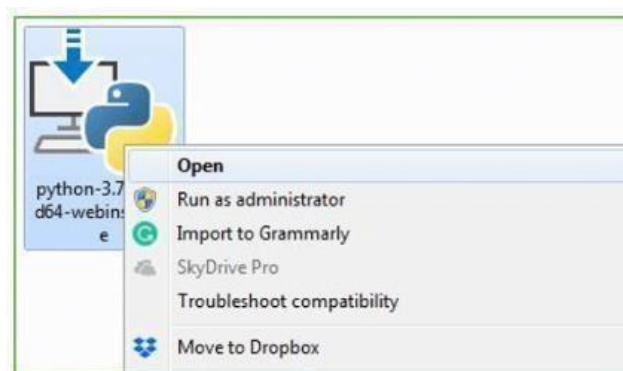 python-3.7
d64-webins
e
Open
Run as administrator
Import to Grammarly
SkyDrive Pro
Troubleshoot compatibility
Move to Dropbox